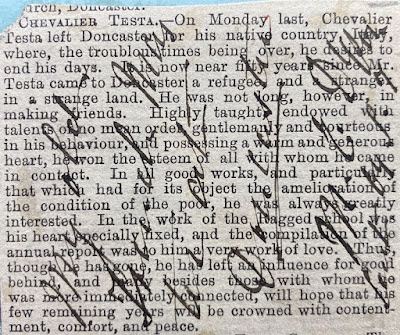 urch, Doncaster.
CHEVALIER TESTA. On Monday last, Chevalier
Testa left Doncaster for his native country, Italy,
where, the troublous times being over, he desires to
end his days. It is now near fifty years since Mr.
Testa came to Doncaster a refugee and a stranger
in a strange land. He was not long, however, in
making friends. Highly taught, endowed with
talents of no mean order, gentlemanly and courteous
in his behaviour, and possessing a warm and generous
heart, he won the esteem of all with whom he came
in contact. In all good works, and particularly
that which had for its object the amelioration of
the condition of the poor, he was always greatly
interested. In the work of the Ragged school was
his heart especially fixed, and the compilation of the
annual report was to him a very work of love. Thus,
though he has gone, he has left an influence for good
behind, and many besides those with whom he
was more immediately connected, will hope that his
few remaining years will be crowned with content-
ment, comfort, and peace.